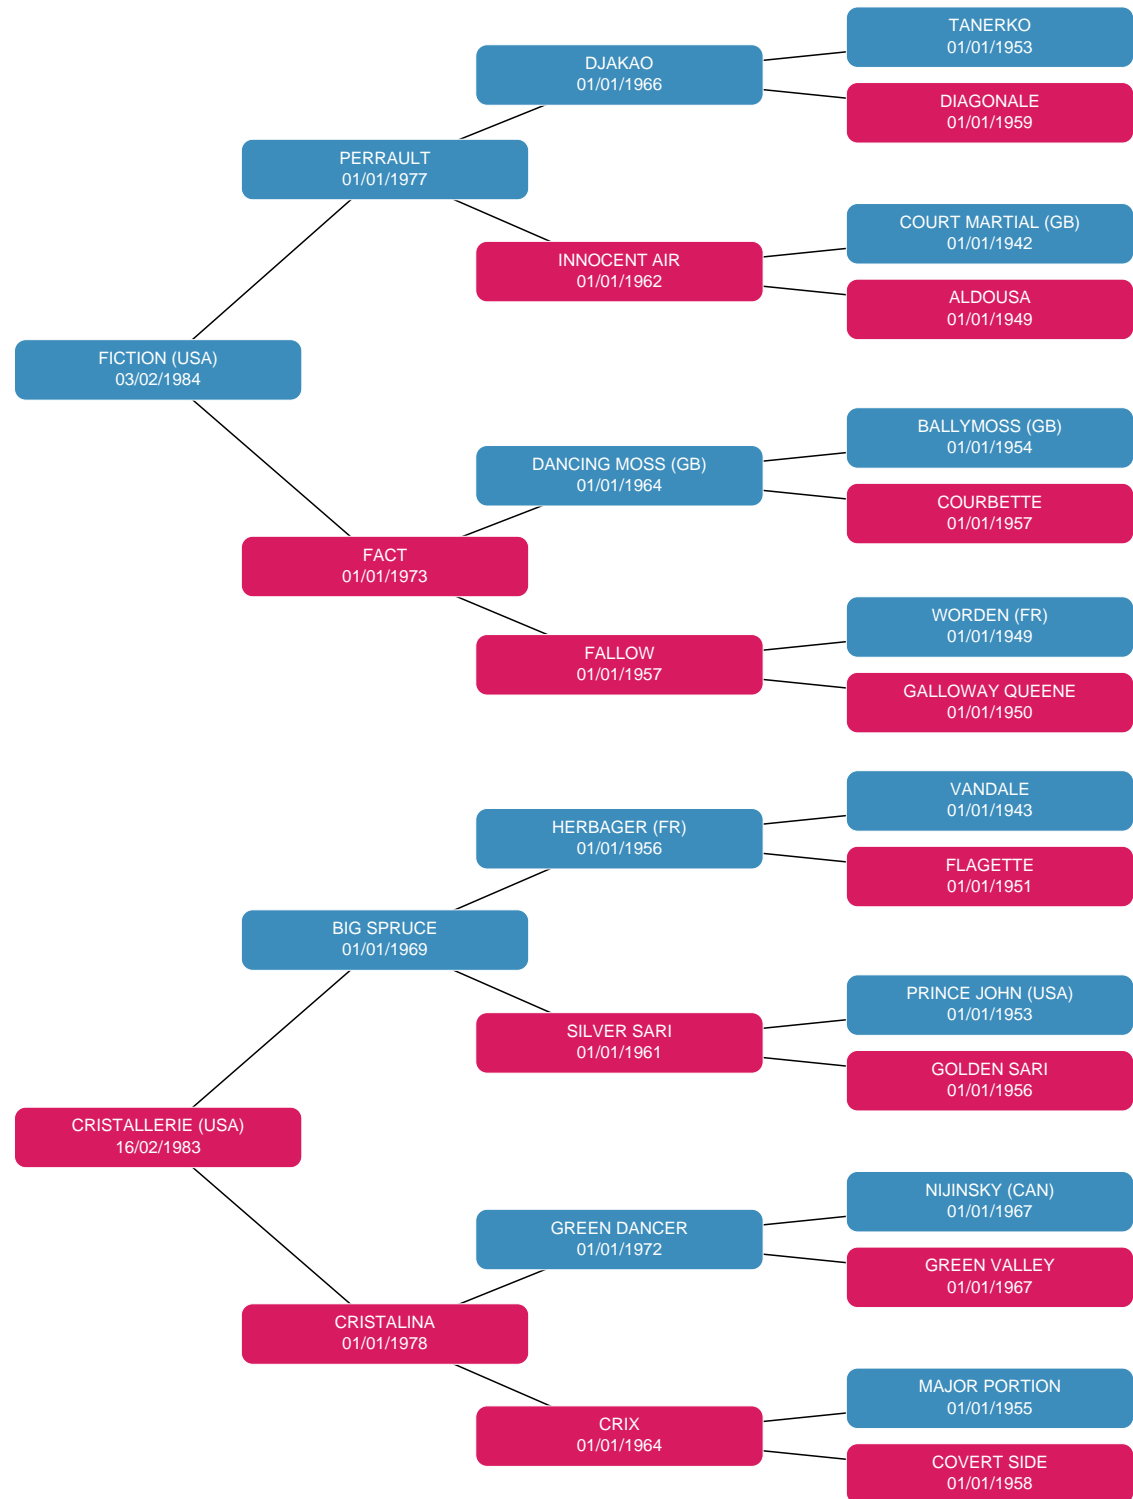 TANERKO
01/01/1953
DJAKAO
01/01/1966
DIAGONALE
01/01/1959
PERRAULT
01/01/1977
COURT MARTIAL (GB)
01/01/1942
INNOCENT AIR
01/01/1962
ALDOUSA
01/01/1949
FICTION (USA)
03/02/1984
BALLYMOSS (GB)
01/01/1954
DANCING MOSS (GB)
01/01/1964
COURBETTE
01/01/1957
FACT
01/01/1973
WORDEN (FR)
01/01/1949
FALLOW
01/01/1957
GALLOWAY QUEENE
01/01/1950
VANDALE
01/01/1943
HERBAGER (FR)
01/01/1956
FLAGETTE
01/01/1951
BIG SPRUCE
01/01/1969
PRINCE JOHN (USA)
01/01/1953
SILVER SARI
01/01/1961
GOLDEN SARI
01/01/1956
CRISTALLERIE (USA)
16/02/1983
NIJINSKY (CAN)
01/01/1967
GREEN DANCER
01/01/1972
GREEN VALLEY
01/01/1967
CRISTALINA
01/01/1978
MAJOR PORTION
01/01/1955
CRIX
01/01/1964
COVERT SIDE
01/01/1958